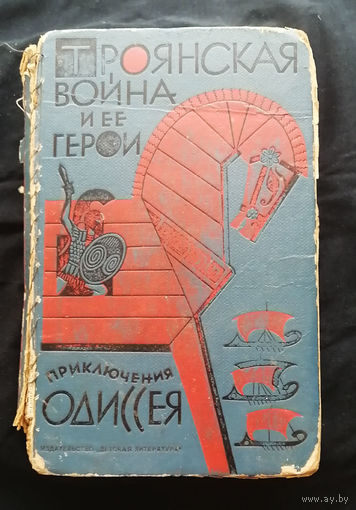 ТРОЯНСКАЯ
ВОЙНА
И ЕЕ
ГЕРОИ
ПРИКЛЮЧЕНИЯ
ОДИССЕЯ
ИЗДАТЕЛЬСТВО «ДЕТСКАЯ ЛИТЕРАТУРА»
www.ay.by